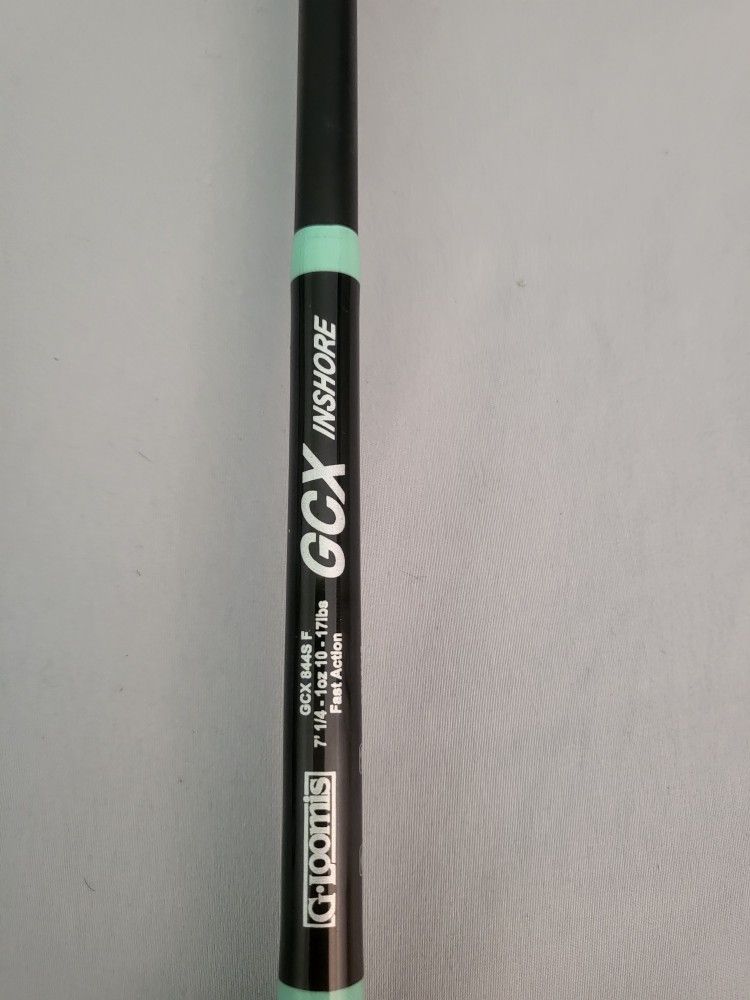 G·Loomis
GCX 844S F
7' 1/4 - 1oz 10 - 17lbs
Fast Action
GCX INSHORE